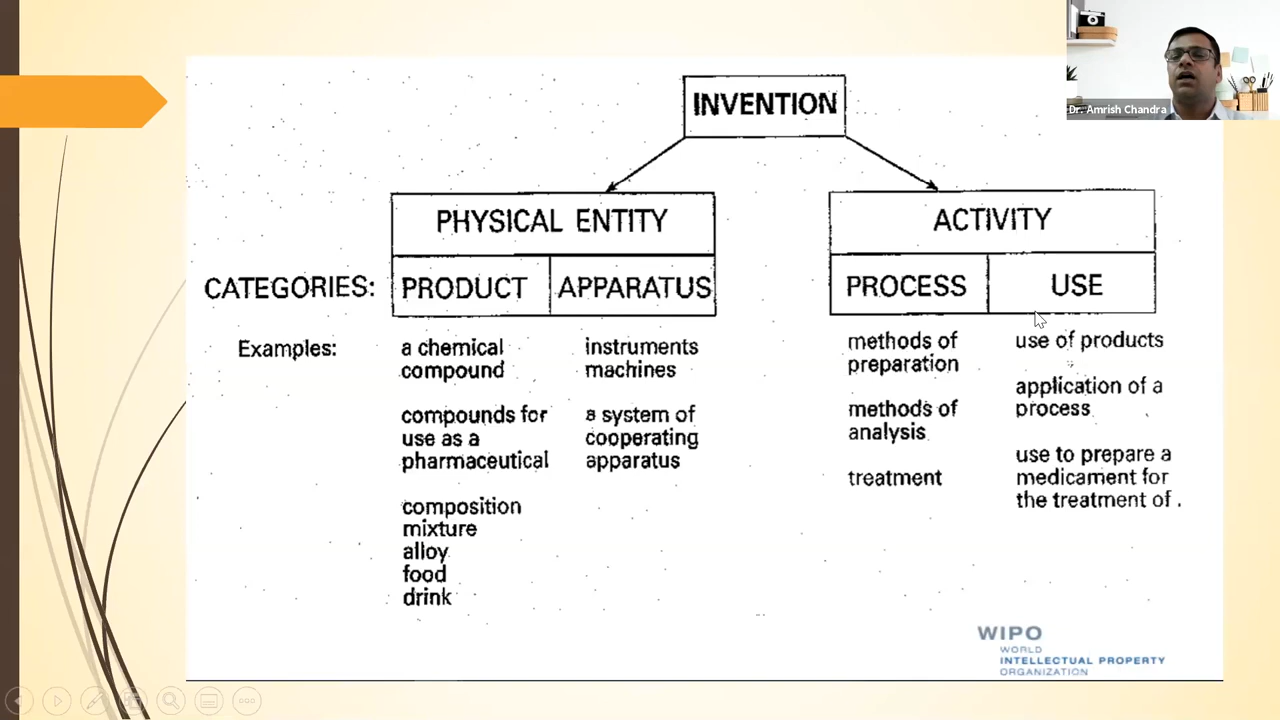 Dr. Amrish Chandra
INVENTION
PHYSICAL ENTITY
ACTIVITY
CATEGORIES:
PRODUCT
APPARATUS
PROCESS
USE
Examples:
a chemical
compound
compounds for
use as a
pharmaceutical
composition
mixture
alloy
food
drink
instruments
machines
a system of
cooperating
apparatus
methods of
preparation
methods of
analysis
treatment
use of products
application of a
process
use to prepare a
medicament for
the treatment of .
WIPO
WORLD
INTELLECTUAL PROPERTY
ORGANIZATION